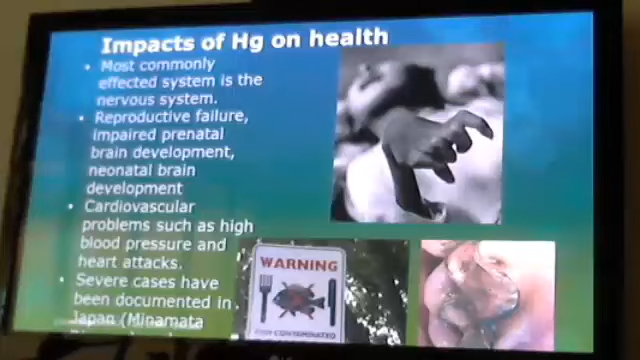 Impacts of Hg on health
• Most commonly
effected system is the
nervous system.
• Reproductive failure,
impaired prenatal
brain development,
neonatal brain
development
• Cardiovascular
problems such as high
blood pressure and
heart attacks.
• Severe cases have
been documented in
Japan (Minamata
WARNING
FISH CONTAMINATED